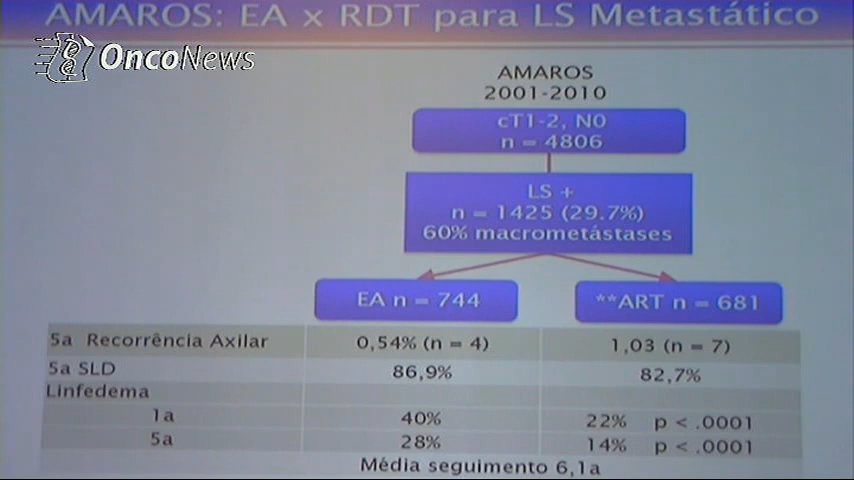 AMAROS: EA x RDT para LS Metastático
OncoNews
AMAROS
2001-2010
cT1-2, N0
n = 4806
LS +
n = 1425 (29.7%)
60% macrometástases
EA n = 744
**ART n = 681
5a Recorrência Axilar 0,54% (n = 4) 1,03 (n = 7)
5a SLD 86,9% 82,7%
Linfedema
1a 40% 22% p < .0001
5a 28% 14% p < .0001
Média seguimento 6,1a